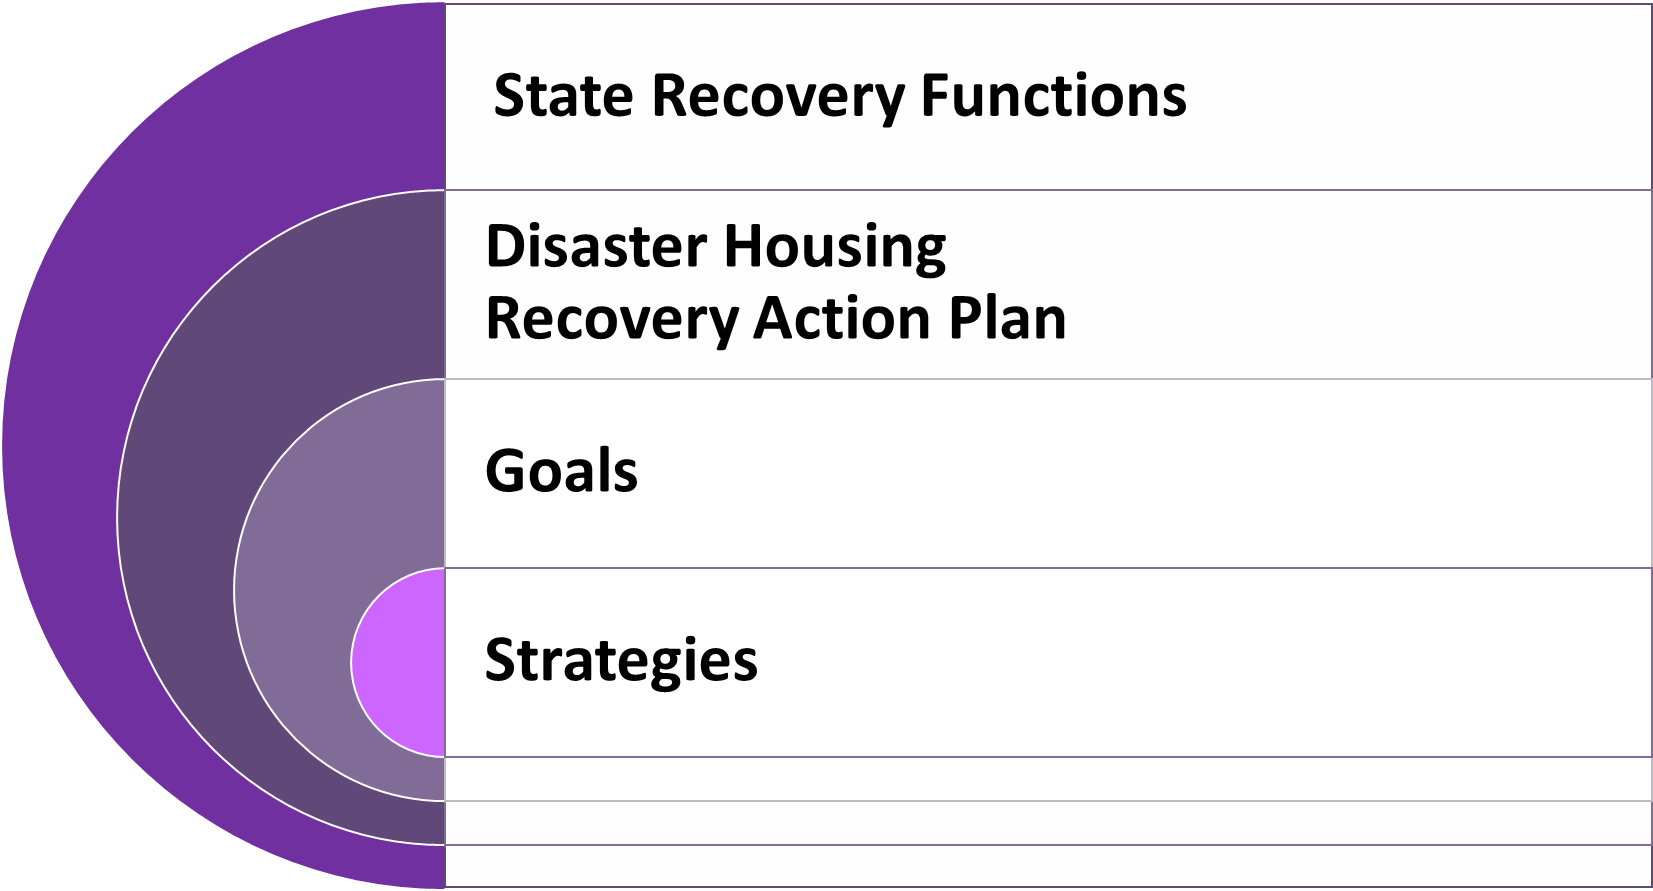 State Recovery Functions
Disaster Housing
Recovery Action Plan
Goals
Strategies